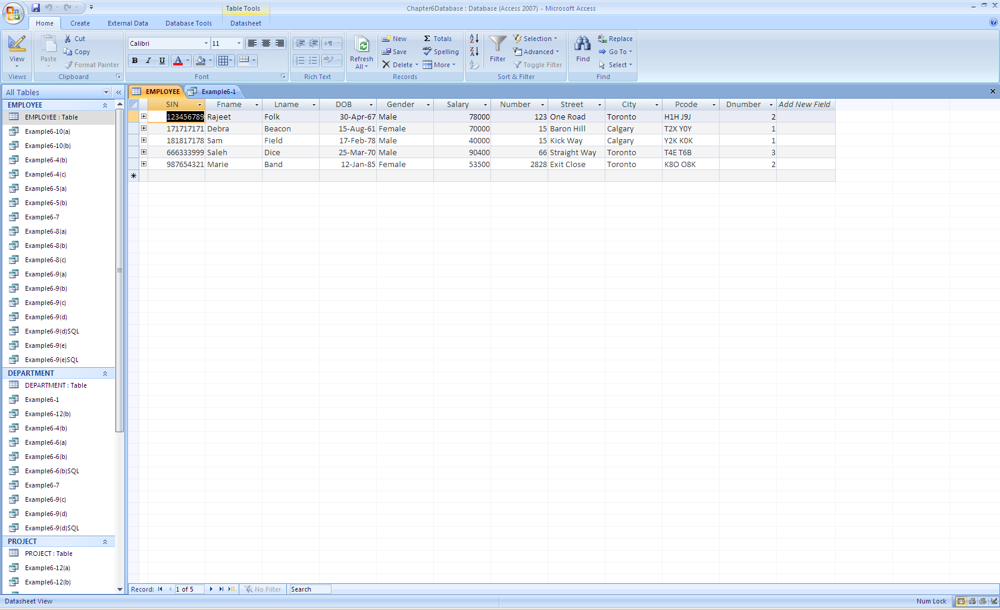 Table Tools
Chapter6Database : Database (Access 2007) - Microsoft Access
Home Create External Data Database Tools Datasheet
View
Views
Paste
Cut
Copy
Format Painter
Clipboard
Calibri 11
B I U A
Font
Rich Text
Refresh All
New
Save
Delete
Totals
Spelling
More
Records
Filter
Selection
Advanced
Toggle Filter
Sort & Filter
Find
Replace
Go To
Select
Find
All Tables
EMPLOYEE
EMPLOYEE : Table
Example6-10(a)
Example6-10(b)
Example6-4(b)
Example6-4(c)
Example6-5(a)
Example6-5(b)
Example6-7
Example6-8(a)
Example6-8(b)
Example6-8(c)
Example6-9(a)
Example6-9(b)
Example6-9(c)
Example6-9(d)
Example6-9(d)SQL
Example6-9(e)
Example6-9(e)SQL
DEPARTMENT
DEPARTMENT : Table
Example6-1
Example6-12(b)
Example6-4(b)
Example6-6(a)
Example6-6(b)
Example6-6(b)SQL
Example6-7
Example6-9(c)
Example6-9(d)
Example6-9(d)SQL
PROJECT
PROJECT : Table
Example6-12(a)
Example6-12(b)
EMPLOYEE Example6-1
SIN Fname Lname DOB Gender Salary Number Street City Pcode Dnumber Add New Field
123456789 Rajeet Folk 30-Apr-67 Male 78000 123 One Road Toronto H1H J9J 2
171717171 Debra Beacon 15-Aug-61 Female 70000 15 Baron Hill Calgary T2X Y0Y 1
181817178 Sam Field 17-Feb-78 Male 40000 15 Kick Way Calgary Y2K K0K 1
666333999 Saleh Dice 25-Mar-70 Male 90400 66 Straight Way Toronto T4E T6B 3
987654321 Marie Band 12-Jan-85 Female 53500 2828 Exit Close Toronto K8O O8K 2
Record: 1 of 5 No Filter Search
Datasheet View Num Lock